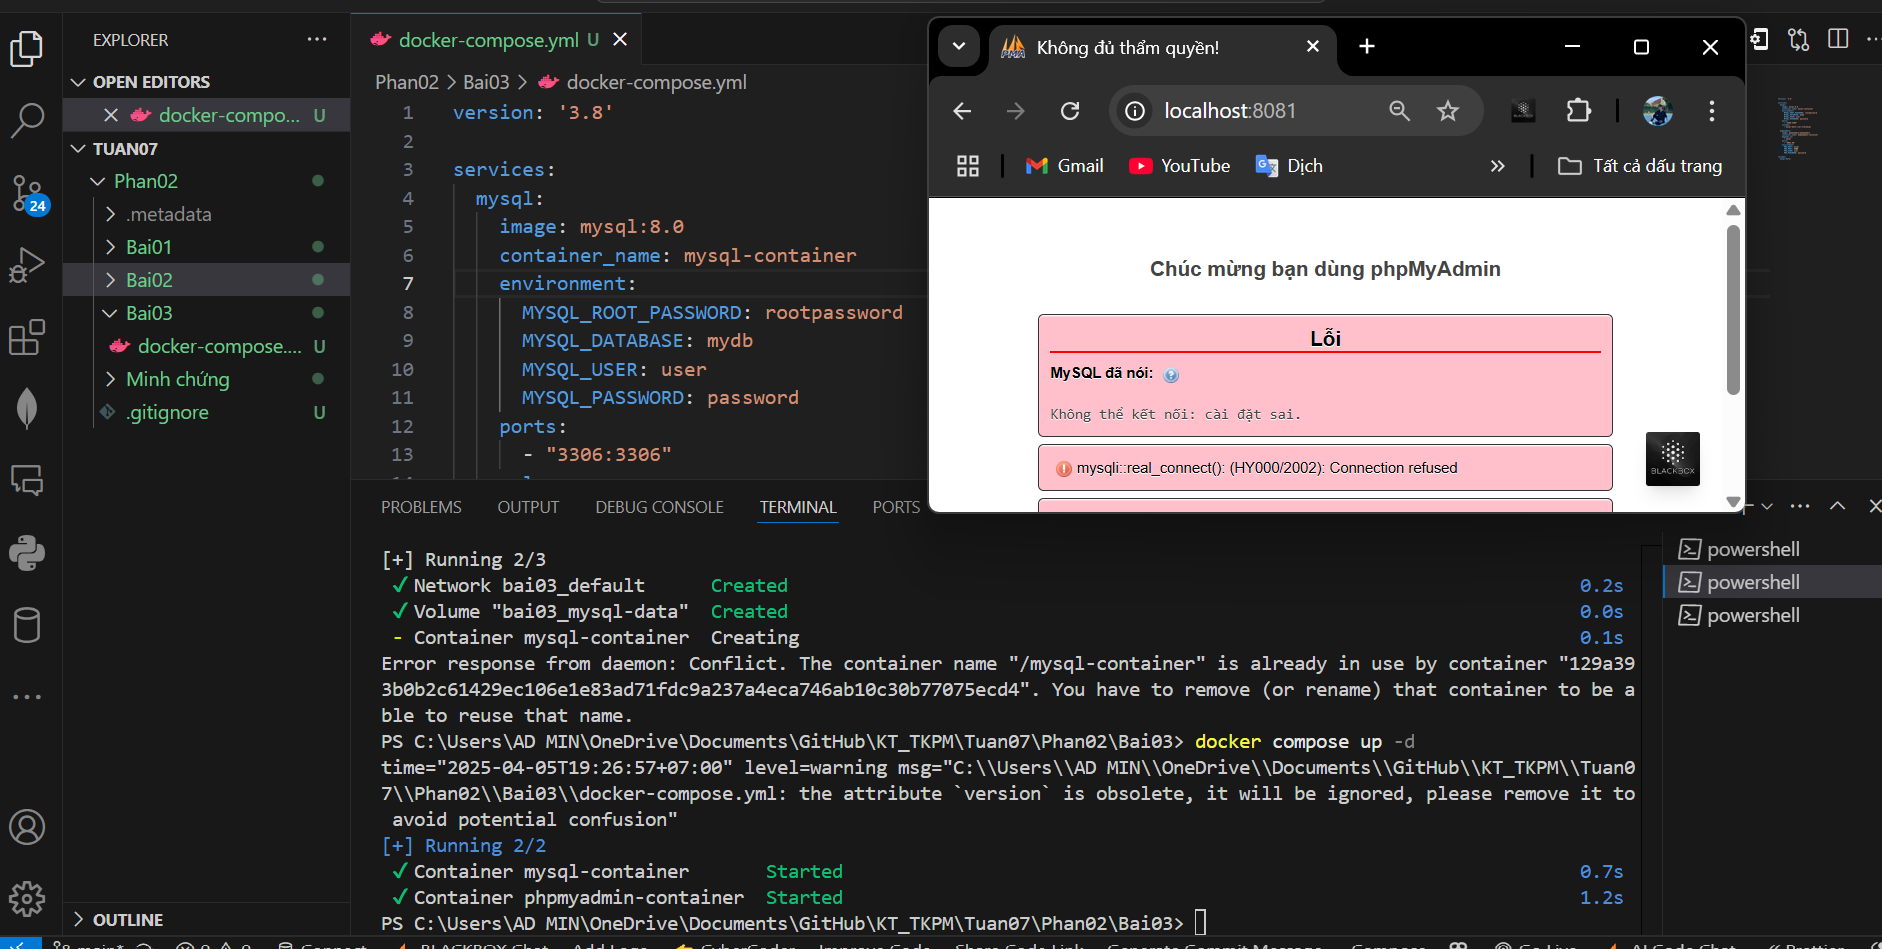 EXPLORER
OPEN EDITORS
docker-compo... U
TUAN07
Phan02
.metadata
Bai01
Bai02
Bai03
docker-compose.... U
Minh chứng
.gitignore U
OUTLINE
24
docker-compose.yml U
Phan02 > Bai03 > docker-compose.yml
1 version: '3.8'
2
3 services:
4 mysql:
5 image: mysql:8.0
6 container_name: mysql-container
7 environment:
8 MYSQL_ROOT_PASSWORD: rootpassword
9 MYSQL_DATABASE: mydb
10 MYSQL_USER: user
11 MYSQL_PASSWORD: password
12 ports:
13 - "3306:3306"
PMA Không đủ thẩm quyền!
localhost:8081
Gmail YouTube Dịch Tất cả dấu trang
Chúc mừng bạn dùng phpMyAdmin
Lỗi
MySQL đã nói:
Không thể kết nối: cài đặt sai.
mysqli::real_connect(): (HY000/2002): Connection refused
BLACKBOX
PROBLEMS OUTPUT DEBUG CONSOLE TERMINAL PORTS
[+] Running 2/3
✓ Network bai03_default Created 0.2s
✓ Volume "bai03_mysql-data" Created 0.0s
- Container mysql-container Creating 0.1s
Error response from daemon: Conflict. The container name "/mysql-container" is already in use by container "129a39
3b0b2c61429ec106e1e83ad71fdc9a237a4eca746ab10c30b77075ecd4". You have to remove (or rename) that container to be a
ble to reuse that name.
PS C:\Users\AD MIN\OneDrive\Documents\GitHub\KT_TKPM\Tuan07\Phan02\Bai03> docker compose up -d
time="2025-04-05T19:26:57+07:00" level=warning msg="C:\\Users\\AD MIN\\OneDrive\\Documents\\GitHub\\KT_TKPM\\Tuan0
7\\Phan02\\Bai03\\docker-compose.yml: the attribute `version` is obsolete, it will be ignored, please remove it to
avoid potential confusion"
[+] Running 2/2
✓ Container mysql-container Started 0.7s
✓ Container phpmyadmin-container Started 1.2s
PS C:\Users\AD MIN\OneDrive\Documents\GitHub\KT_TKPM\Tuan07\Phan02\Bai03>
powershell
powershell
powershell